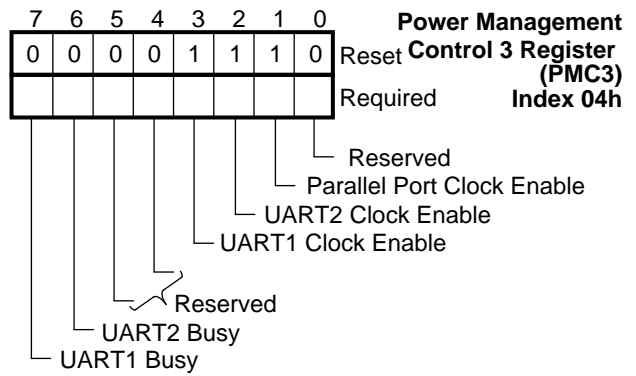 7 6 5 4 3 2 1 0
Power Management
0 0 0 0 1 1 1 0 Reset
Control 3 Register
(PMC3)
Required
Index 04h
Reserved
Parallel Port Clock Enable
UART2 Clock Enable
UART1 Clock Enable
Reserved
UART2 Busy
UART1 Busy